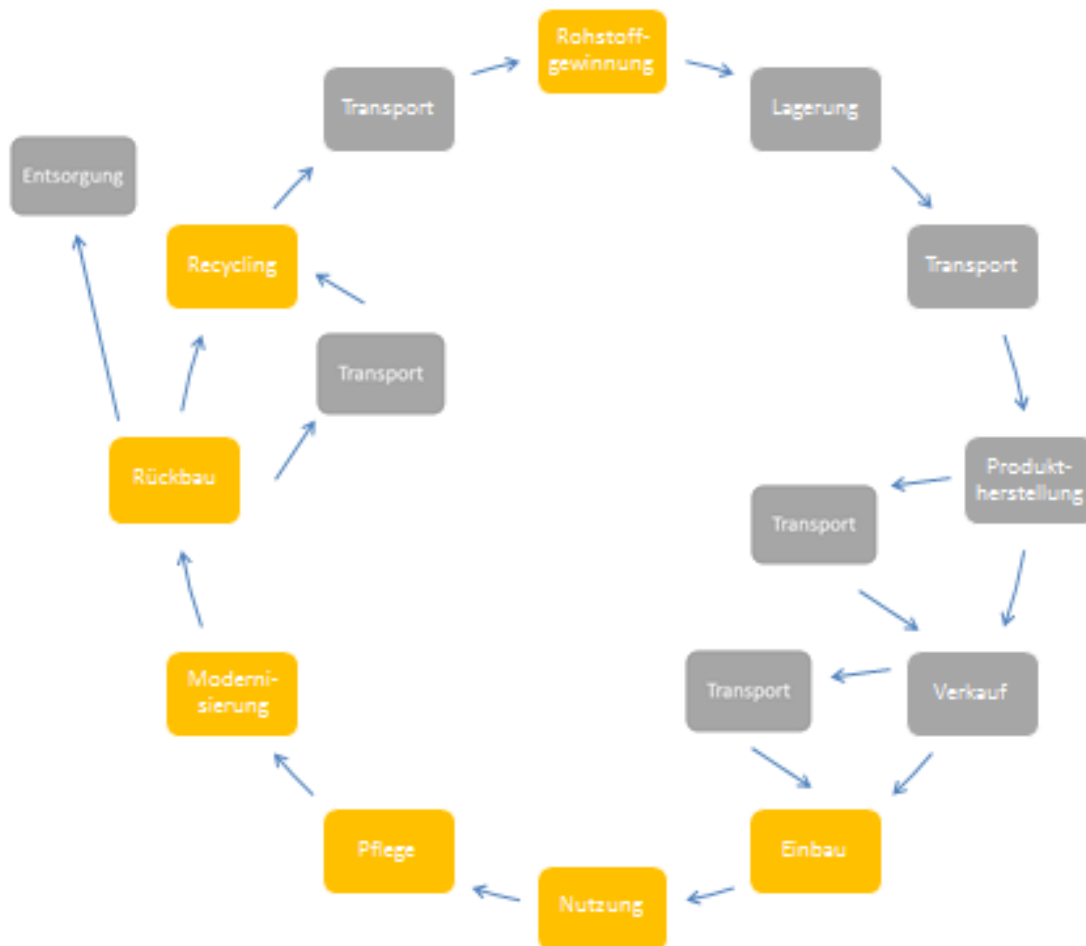 Rohstoff-
gewinnung
Transport
Lagerung
Entsorgung
Recycling
Transport
Transport
Rückbau
Produkt-
herstellung
Transport
Moderni-
sierung
Transport
Verkauf
Pflege
Einbau
Nutzung